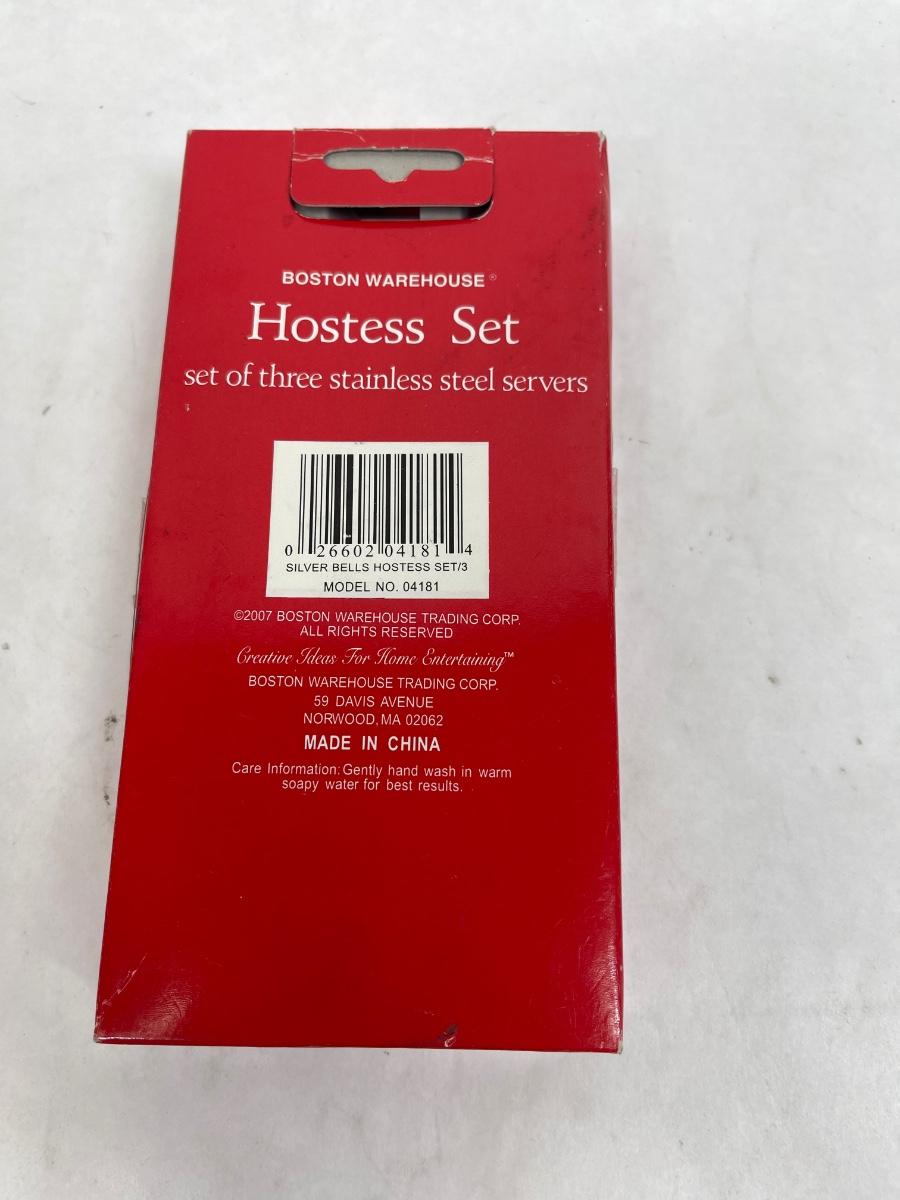 BOSTON WAREHOUSE®
Hostess Set
set of three stainless steel servers
0 26602 04181 4
SILVER BELLS HOSTESS SET/3
MODEL NO. 04181
©2007 BOSTON WAREHOUSE TRADING CORP.
ALL RIGHTS RESERVED
Creative Ideas For Home Entertaining™
BOSTON WAREHOUSE TRADING CORP.
59 DAVIS AVENUE
NORWOOD, MA 02062
MADE IN CHINA
Care Information: Gently hand wash in warm
soapy water for best results.